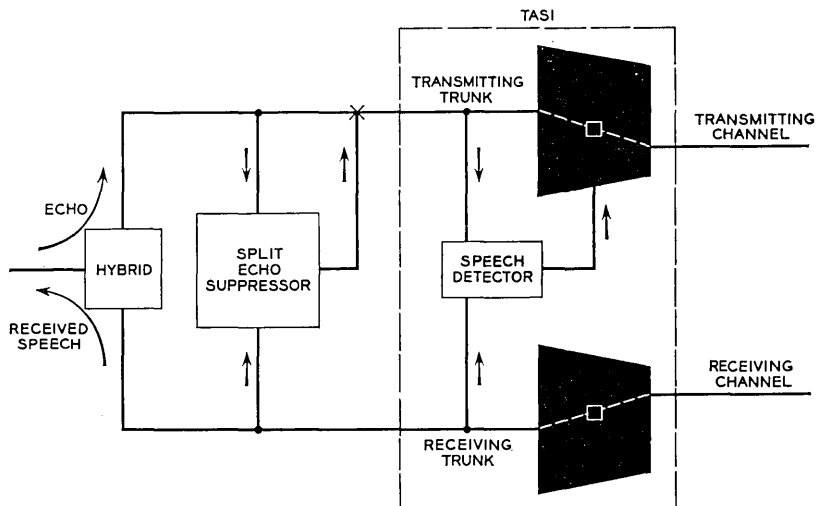 TASI
TRANSMITTING
TRUNK
TRANSMITTING
CHANNEL
ECHO
HYBRID
SPLIT
ECHO
SUPPRESSOR
SPEECH
DETECTOR
RECEIVED
SPEECH
RECEIVING
CHANNEL
RECEIVING
TRUNK